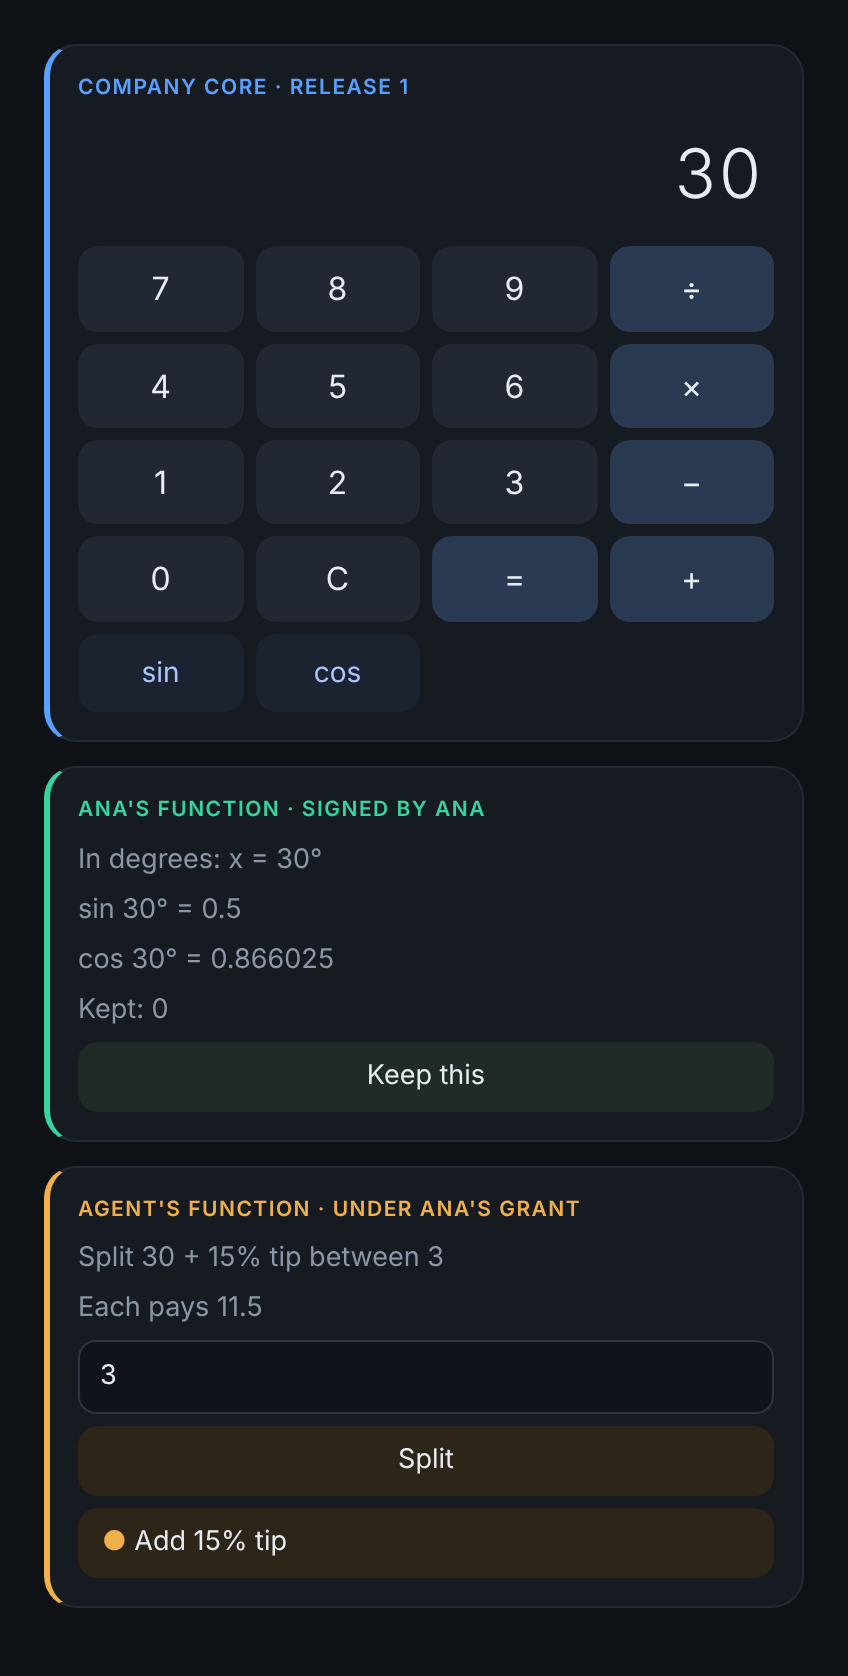 COMPANY CORE · RELEASE 1
30
7 8 9 ÷
4 5 6 ×
1 2 3 −
0 C = +
sin cos
ANA'S FUNCTION · SIGNED BY ANA
In degrees: x = 30°
sin 30° = 0.5
cos 30° = 0.866025
Kept: 0
Keep this
AGENT'S FUNCTION · UNDER ANA'S GRANT
Split 30 + 15% tip between 3
Each pays 11.5
3
Split
Add 15% tip